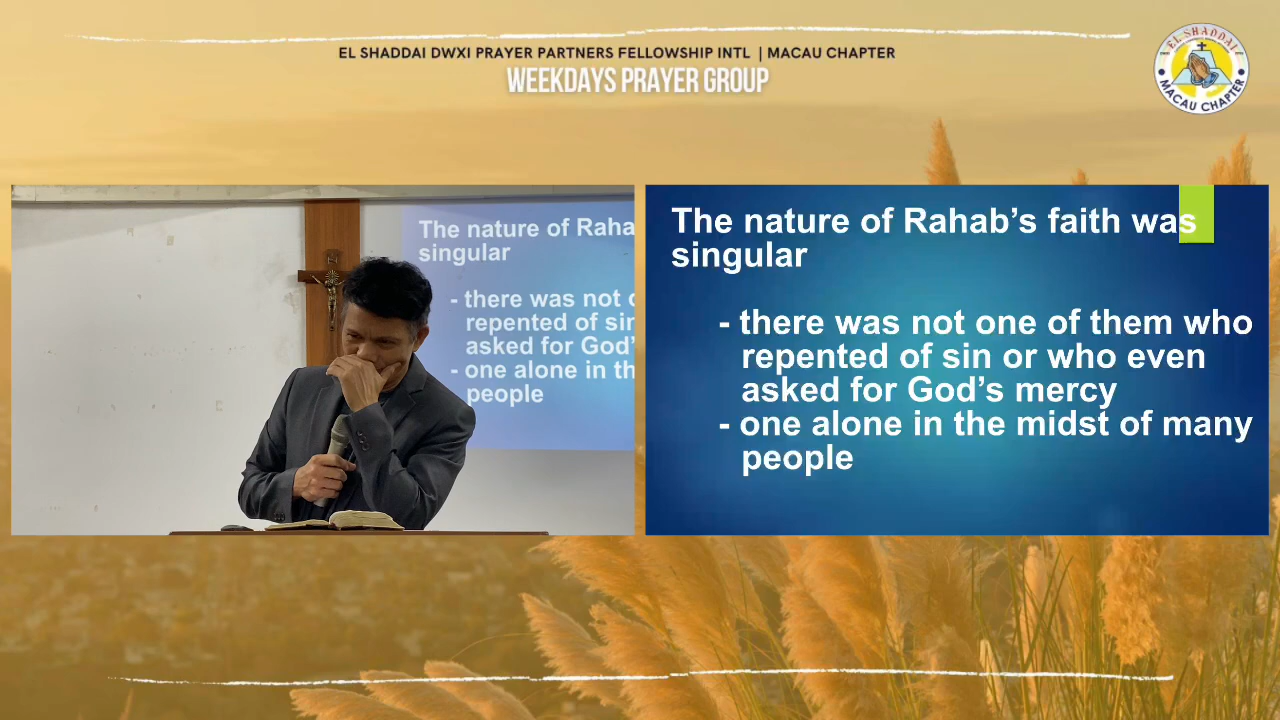 EL SHADDAI DWXI PRAYER PARTNERS FELLOWSHIP INTL | MACAU CHAPTER
WEEKDAYS PRAYER GROUP
EL SHADDAI
MACAU CHAPTER
The nature of Raha
singular
- there was not
repented of sin
asked for God'
- one alone in th
people
The nature of Rahab's faith was
singular
- there was not one of them who
repented of sin or who even
asked for God's mercy
- one alone in the midst of many
people